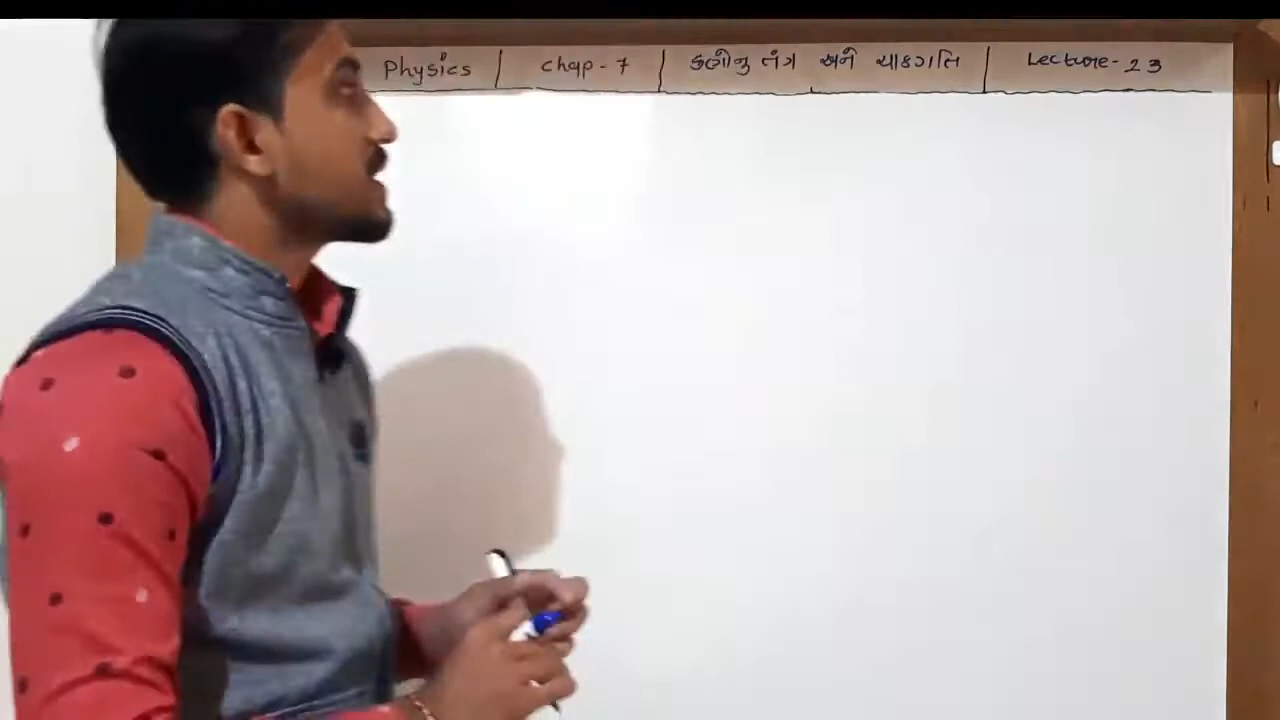 Physics | Chap - 7 | કણોનુ તંત્ર અને ચાકગતિ | Lecture - 23